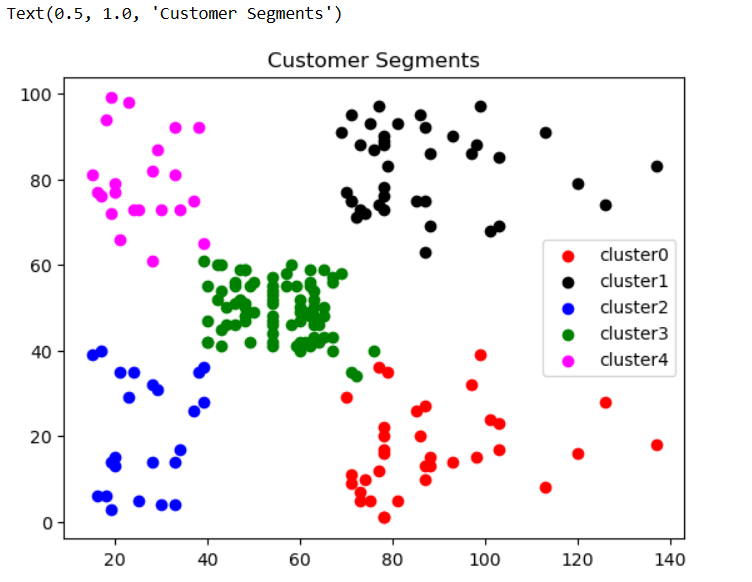 Text(0.5, 1.0, 'Customer Segments')
Customer Segments
100
80
60
40
20
0
cluster0
cluster1
cluster2
cluster3
cluster4
20 40 60 80 100 120 140